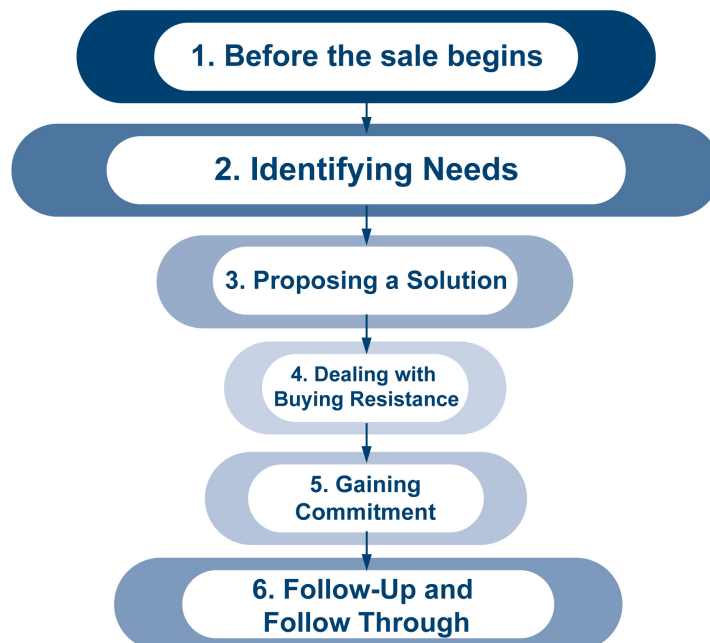 1. Before the sale begins
2. Identifying Needs
3. Proposing a Solution
4. Dealing with
Buying Resistance
5. Gaining
Commitment
6. Follow-Up and
Follow Through